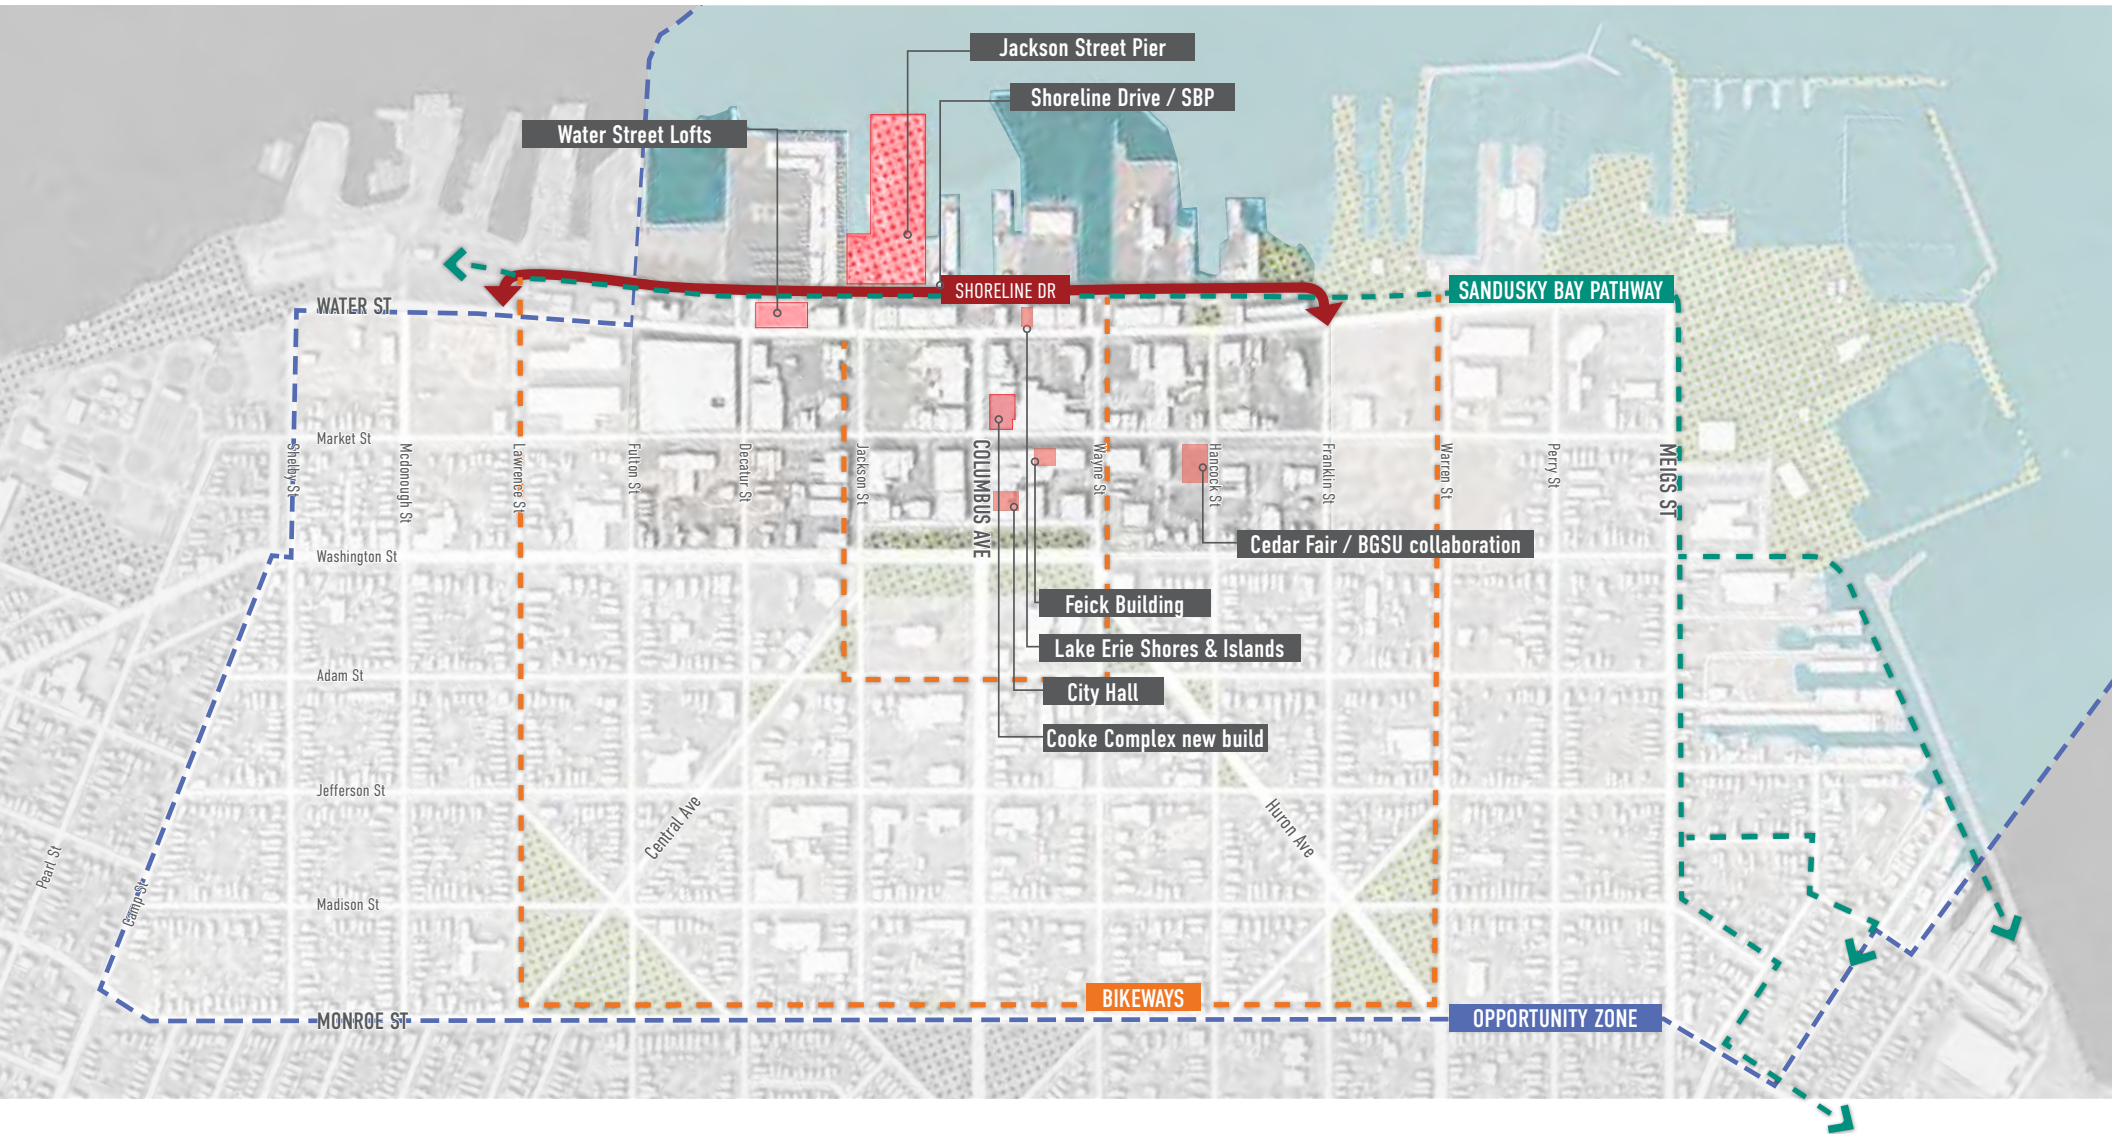 Jackson Street Pier
Shoreline Drive / SBP
Water Street Lofts
SHORELINE DR
SANDUSKY BAY PATHWAY
WATER ST
Market St
Shelby St
Mcdonough St
Lawrence St
Fulton St
Decatur St
Jackson St
COLUMBUS AVE
Wayne St
Hancock St
Franklin St
Warren St
Perry St
MEIGS ST
Cedar Fair / BGSU collaboration
Washington St
Feick Building
Lake Erie Shores & Islands
Adam St
City Hall
Cooke Complex new build
Jefferson St
Central Ave
Huron Ave
Pearl St
Camp St
Madison St
BIKEWAYS
MONROE ST
OPPORTUNITY ZONE